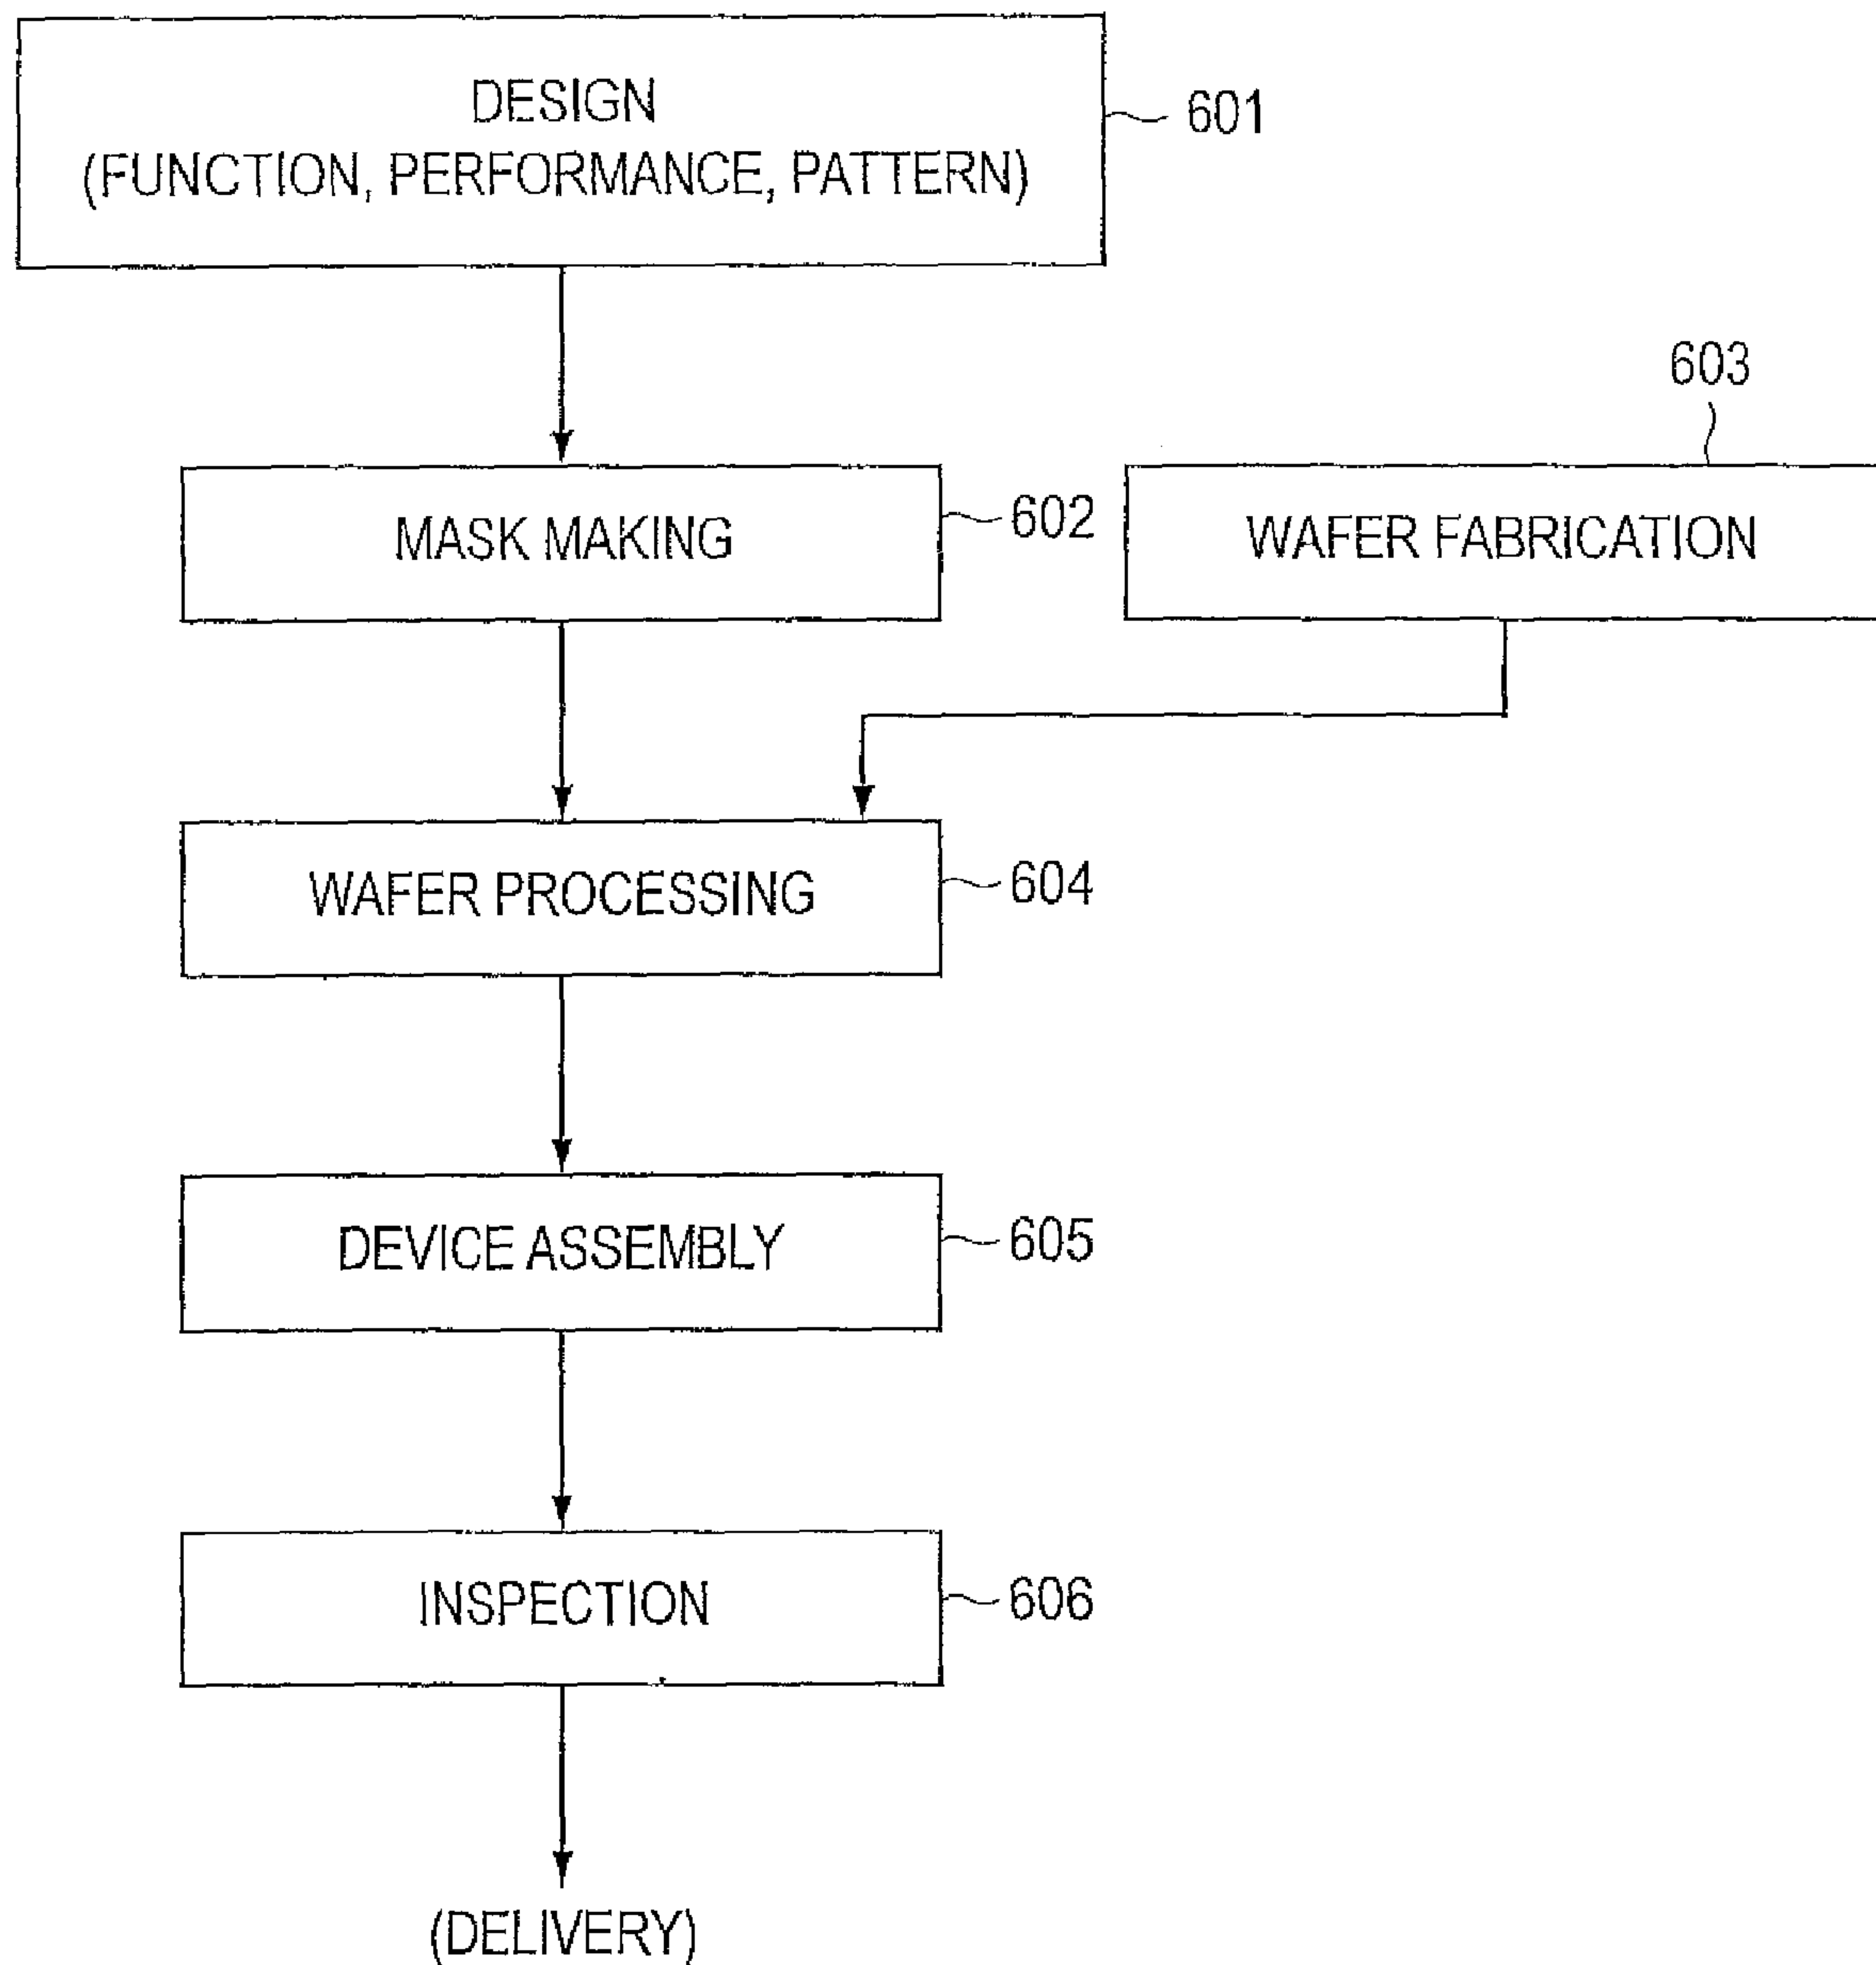 DESIGN
(FUNCTION, PERFORMANCE, PATTERN)
601
603
MASK MAKING
602
WAFER FABRICATION
WAFER PROCESSING
604
DEVICE ASSEMBLY
605
INSPECTION
606
(DELIVERY)